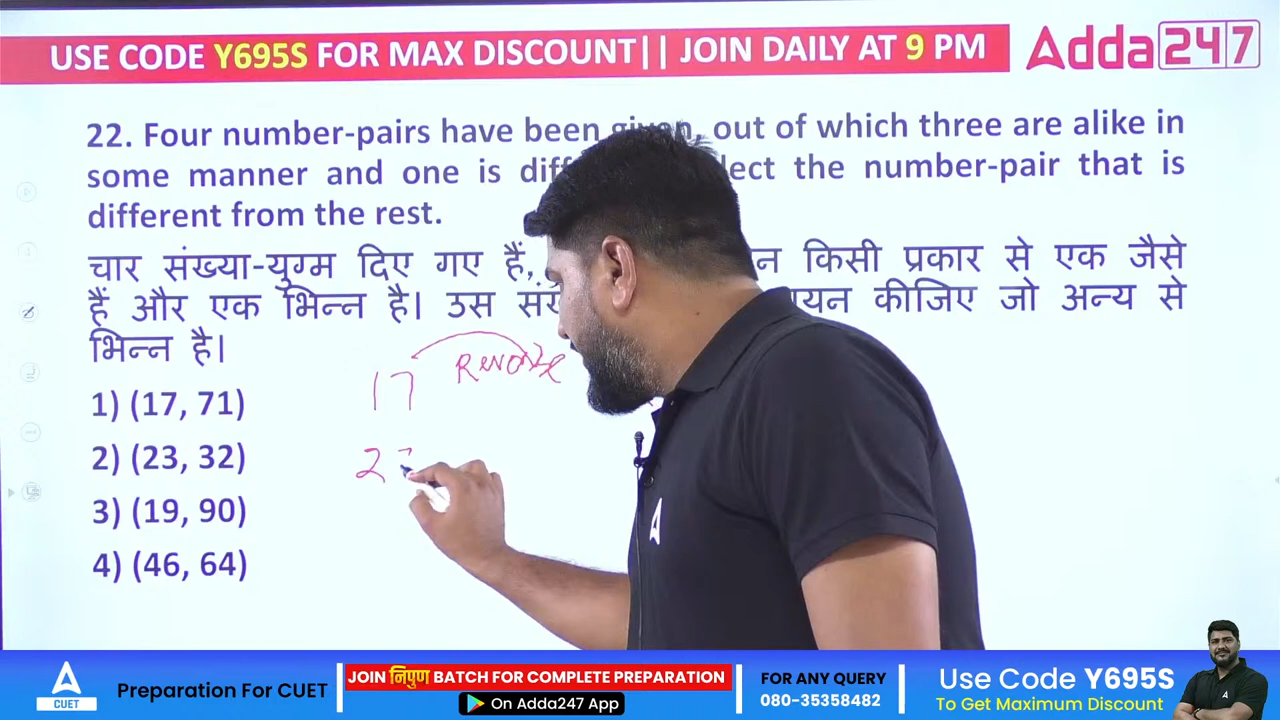 USE CODE Y695S FOR MAX DISCOUNT|| JOIN DAILY AT 9 PM
Adda247
22. Four number-pairs have been given, out of which three are alike in
some manner and one is the number-pair that is
different from the rest.
चार संख्या-युग्म दिए गए हैं, किसी प्रकार से एक जैसे
हैं और एक भिन्न है। उस कीजिए जो अन्य से
भिन्न है।
17
23
1) (17, 71)
2) (23, 32)
3) (19, 90)
4) (46, 64)
CUET
Preparation For CUET
JOIN निपुण BATCH FOR COMPLETE PREPARATION
On Adda247 App
FOR ANY QUERY
080-35358482
Use Code Y695S
To Get Maximum Discount